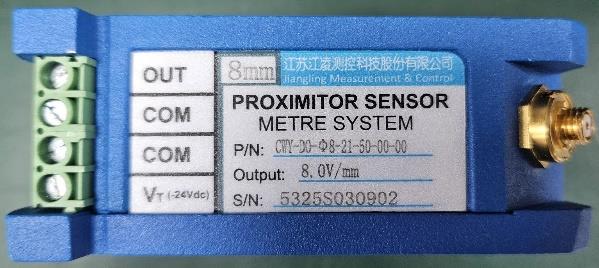 OUT
COM
COM
VT (-24Vdc)
8mm
江苏江凌测控科技股份有限公司
Jiangling Measurement & Control
PROXIMITOR SENSOR
METRE SYSTEM
P/N: CWY-DO-Φ8-21-50-00-00
Output: 8.0V/mm
S/N: 5325S030902